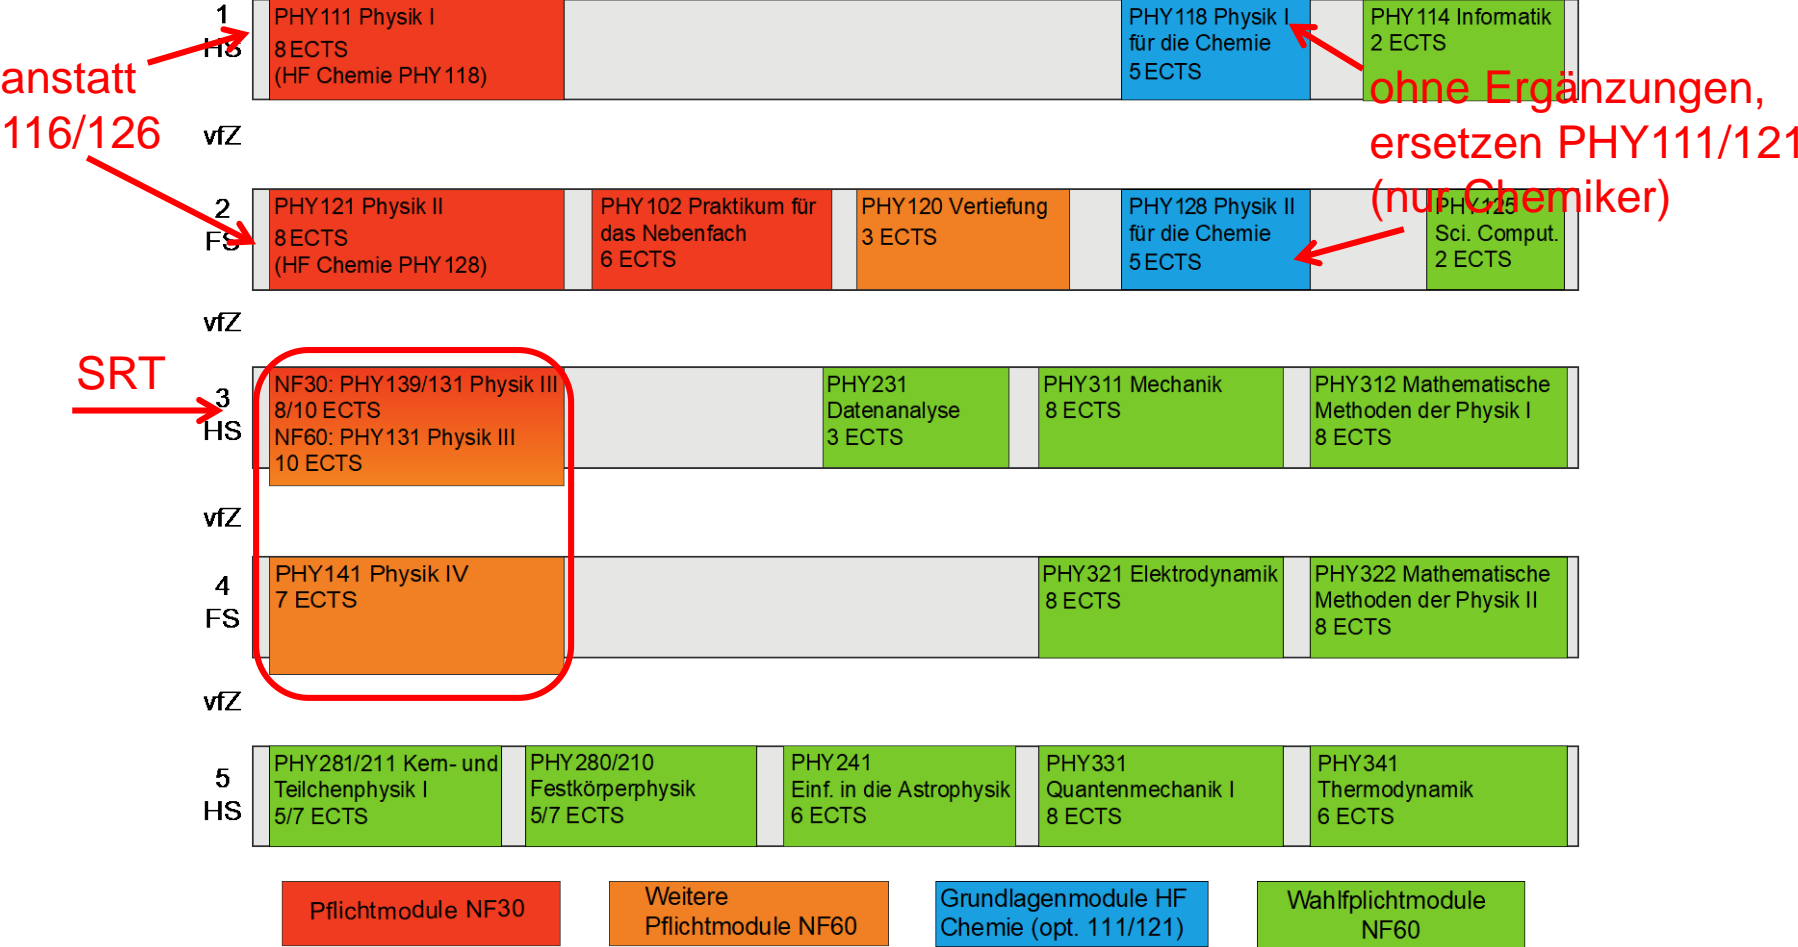 1
HS
PHY111 Physik I
8 ECTS
(HF Chemie PHY118)
PHY118 Physik I
für die Chemie
5 ECTS
PHY114 Informatik
2 ECTS
anstatt
116/126
ohne Ergänzungen,
ersetzen PHY111/121
(nur Chemiker)
vfZ
2
FS
PHY121 Physik II
8 ECTS
(HF Chemie PHY128)
PHY102 Praktikum für
das Nebenfach
6 ECTS
PHY120 Vertiefung
3 ECTS
PHY128 Physik II
für die Chemie
5 ECTS
PHY125
Sci. Comput.
2 ECTS
vfZ
SRT
3
HS
NF30: PHY139/131 Physik III
8/10 ECTS
NF60: PHY131 Physik III
10 ECTS
PHY231
Datenanalyse
3 ECTS
PHY311 Mechanik
8 ECTS
PHY312 Mathematische
Methoden der Physik I
8 ECTS
vfZ
4
FS
PHY141 Physik IV
7 ECTS
PHY321 Elektrodynamik
8 ECTS
PHY322 Mathematische
Methoden der Physik II
8 ECTS
vfZ
5
HS
PHY281/211 Kern- und
Teilchenphysik I
5/7 ECTS
PHY280/210
Festkörperphysik
5/7 ECTS
PHY241
Einf. in die Astrophysik
6 ECTS
PHY331
Quantenmechanik I
8 ECTS
PHY341
Thermodynamik
6 ECTS
Pflichtmodule NF30
Weitere
Pflichtmodule NF60
Grundlagenmodule HF
Chemie (opt. 111/121)
Wahlfplichtmodule
NF60